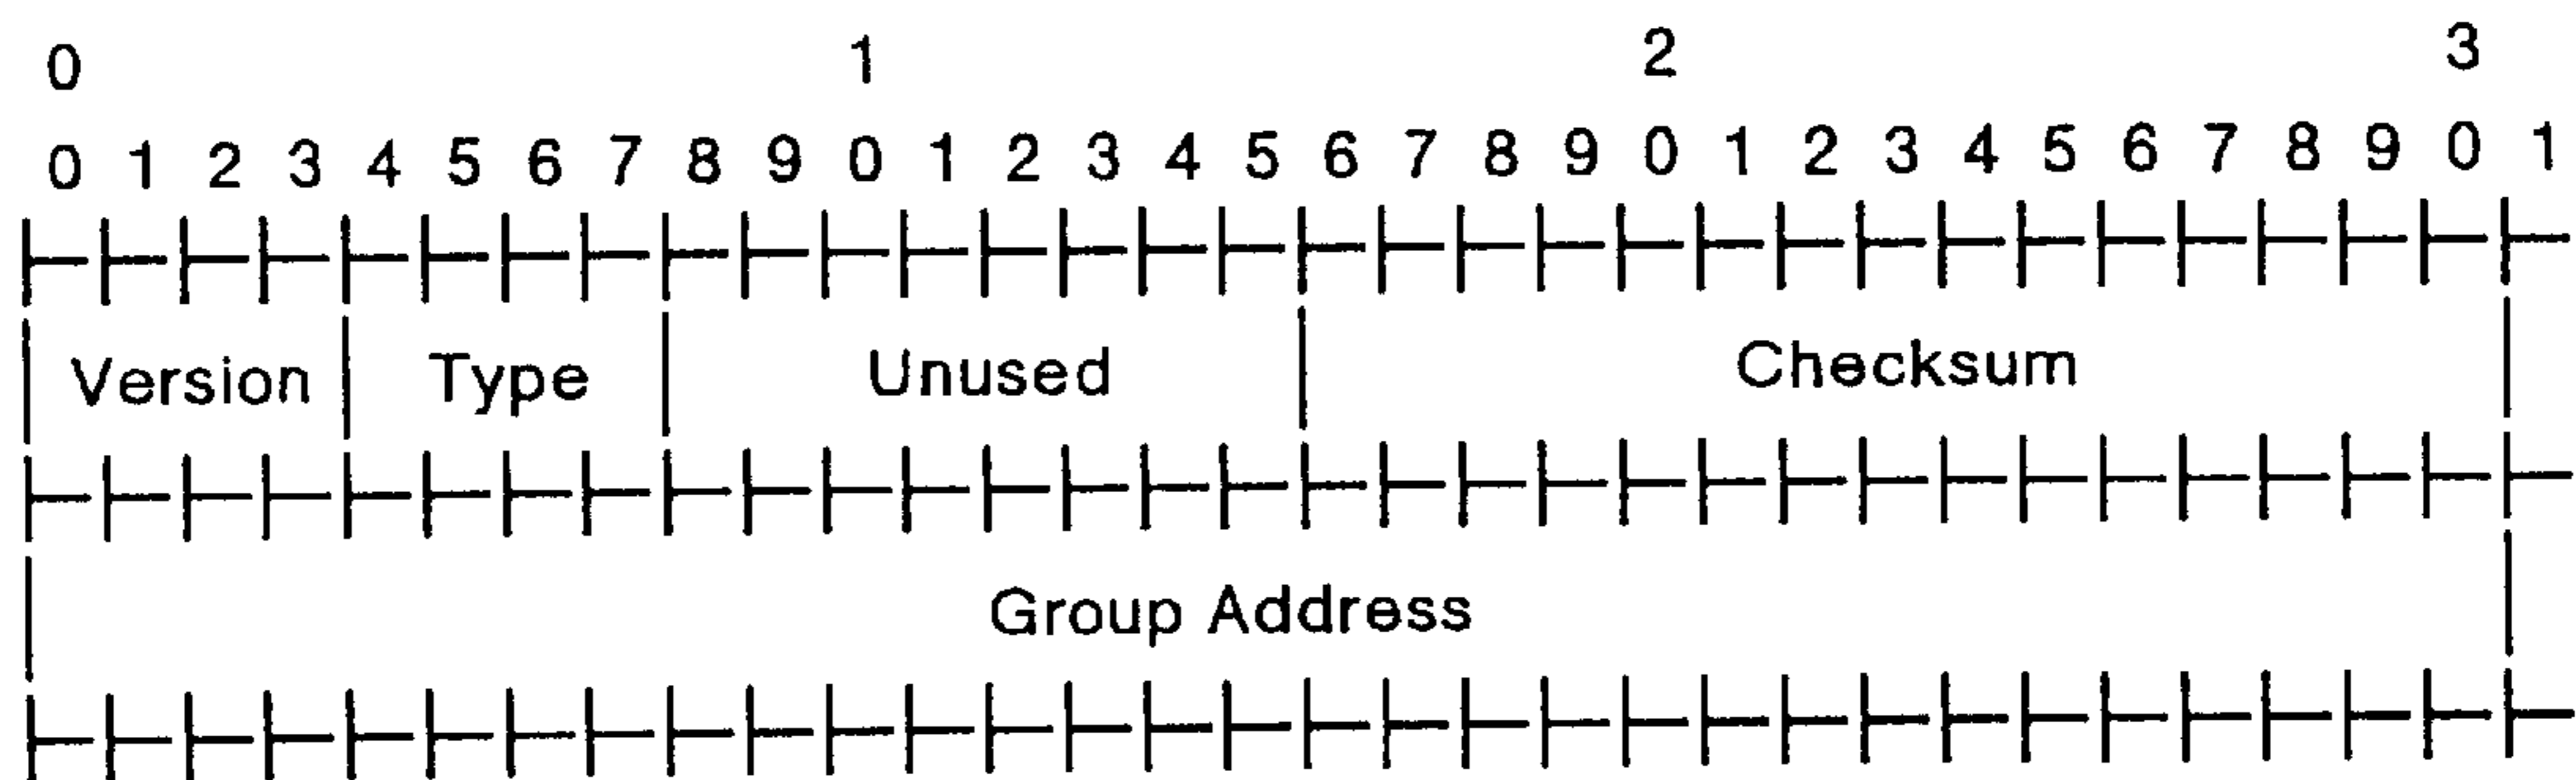 0 1 2 3
0 1 2 3 4 5 6 7 8 9 0 1 2 3 4 5 6 7 8 9 0 1 2 3 4 5 6 7 8 9 0 1
Version Type Unused Checksum
Group Address